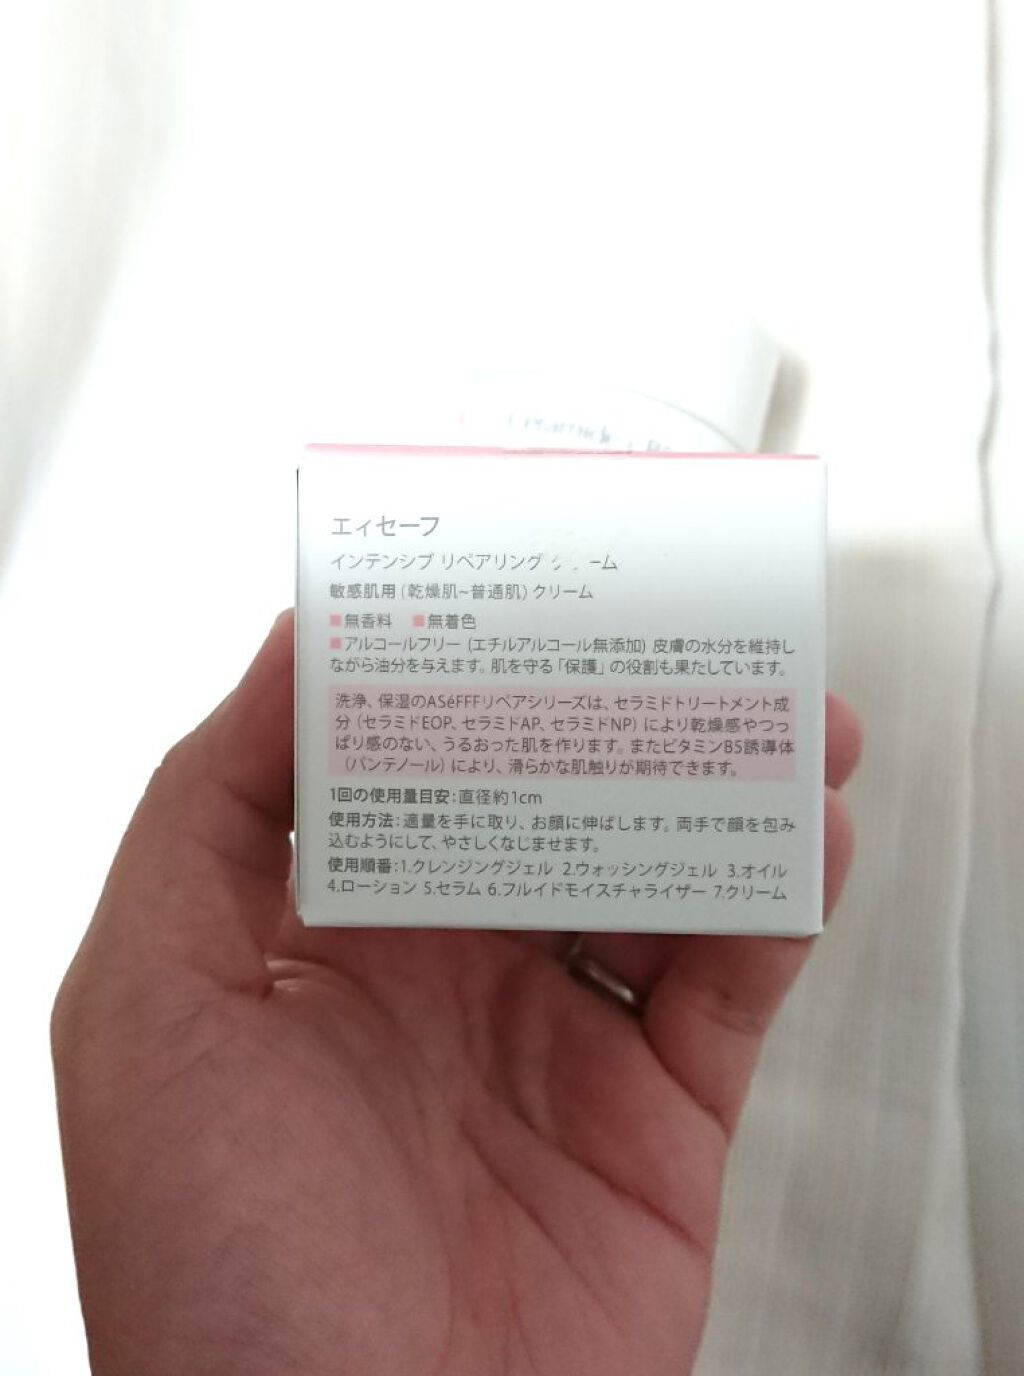 エィセーフ
インテンシブ リペアリング クリーム
敏感肌用 (乾燥肌~普通肌) クリーム
■無香料 ■無着色
■アルコールフリー (エチルアルコール無添加) 皮膚の水分を維持し
ながら油分を与えます。肌を守る「保護」の役割も果たしています。
洗浄、保湿のASéFFFリペアシリーズは、セラミドトリートメント成
分 (セラミドEOP、セラミドAP、セラミドNP) により乾燥感やつっ
ぱり感のない、うるおった肌を作ります。またビタミンB5誘導体
(パンテノール) により、滑らかな肌触りが期待できます。
1回の使用量目安:直径約1cm
使用方法:適量を手に取り、お顔に伸ばします。両手で顔を包み
込むようにして、やさしくなじませます。
使用順番:1.クレンジングジェル 2.ウォッシングジェル 3.オイル
4.ローション 5.セラム 6.フルイドモイスチャライザー 7.クリーム